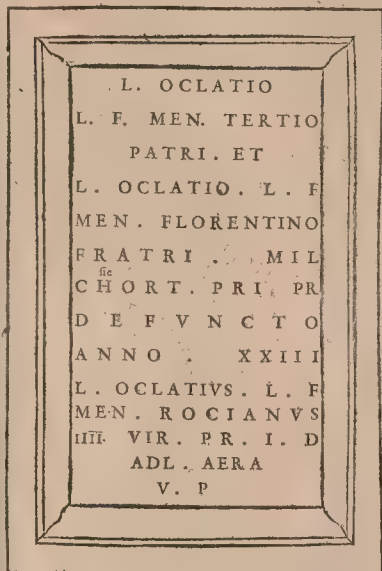 L. OCLATIO
L. F. MEN. TERTIO
PATRI. ET
L. OCLATIO. L. F
MEN. FLORENTINO
FRATRI. MIL
sic
CHORT. PRI. PR
DEFVNCTO
ANNO. XXIII
L. OCLATIVS. L. F
MEN. ROCIANVS
IIII. VIR. PR. I. D
ADL. AERA
V. P